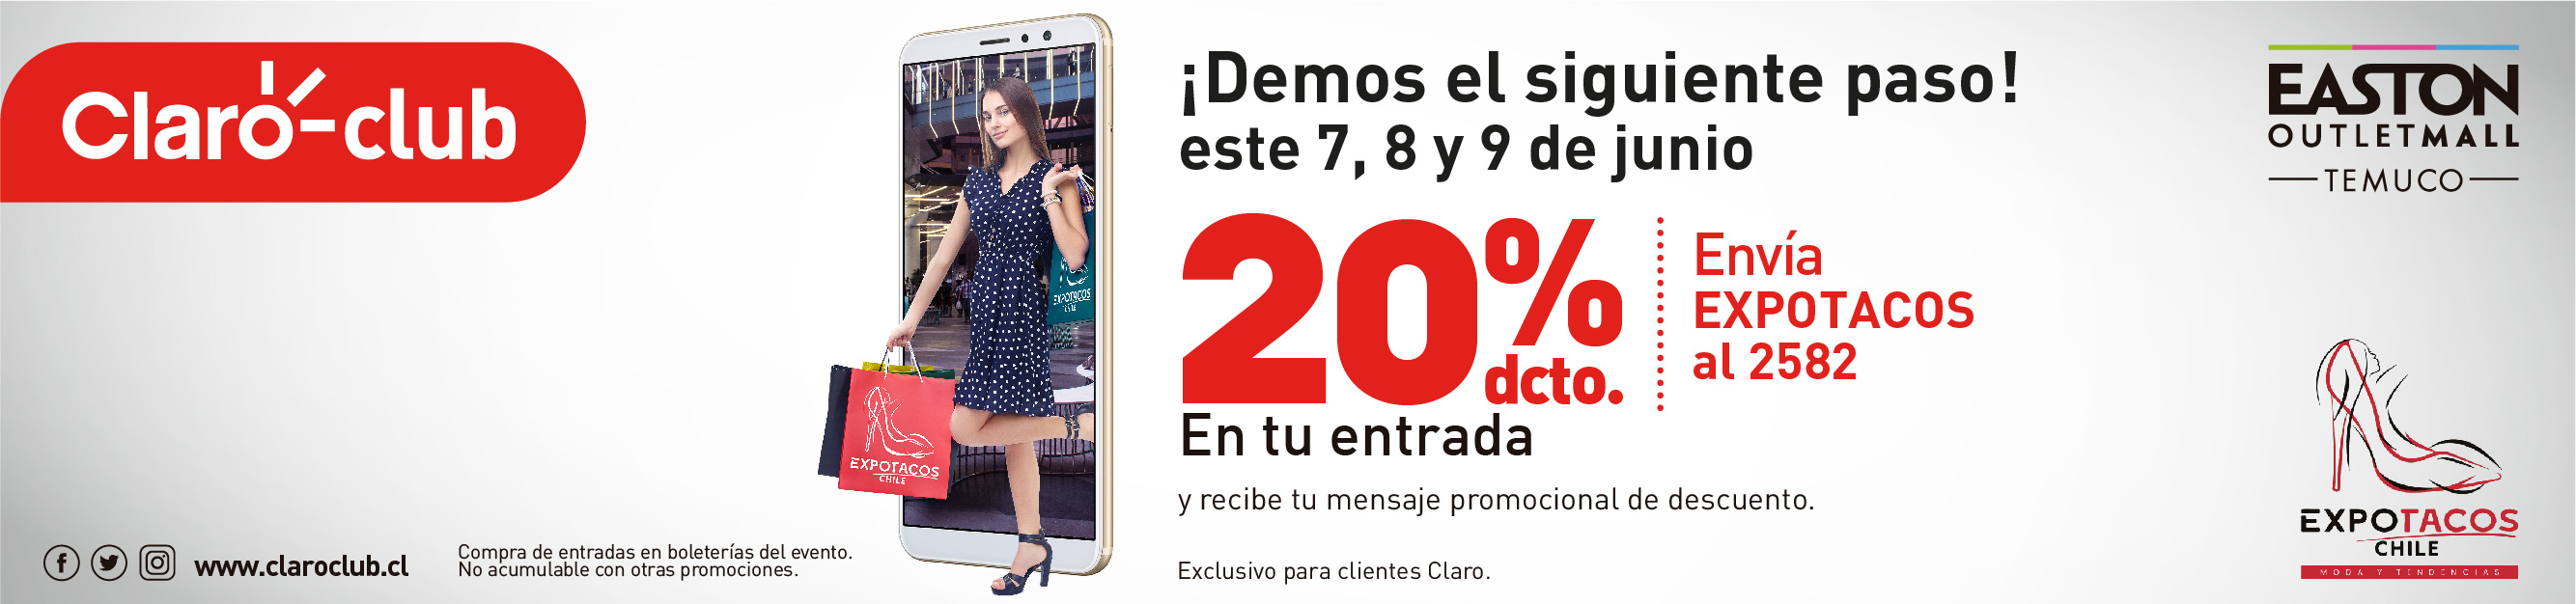 Claro-club
¡Demos el siguiente paso!
este 7, 8 y 9 de junio
20% dcto.
En tu entrada
Envía
EXPOTACOS
al 2582
y recibe tu mensaje promocional de descuento.
Exclusivo para clientes Claro.
EASTON
OUTLETMALL
TEMUCO
EXPOTACOS
CHILE
MODA Y TENDENCIAS
EXPOTACOS
CHILE
EXPOTACOS
CHILE
www.claroclub.cl
Compra de entradas en boleterías del evento.
No acumulable con otras promociones.